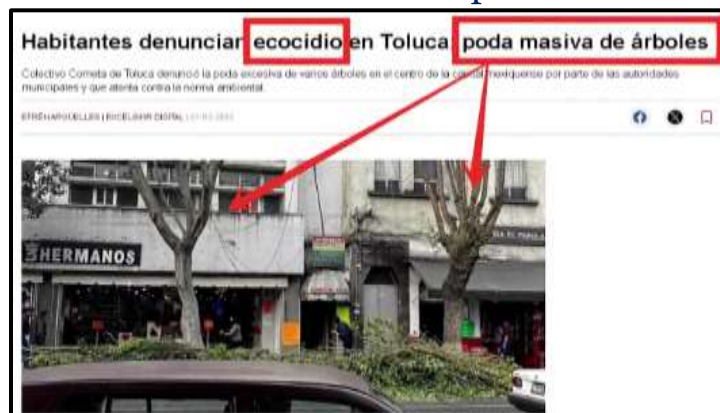 Habitantes denuncian ecocidio en Toluca poda masiva de árboles
Colectivo Cometa de Toluca denunció la poda excesiva de varios árboles en el centro de la capital mexiquense por parte de las autoridades
municipales y que atenta contra la norma ambiental.
EXCELSIOR DIGITAL
HERMANOS